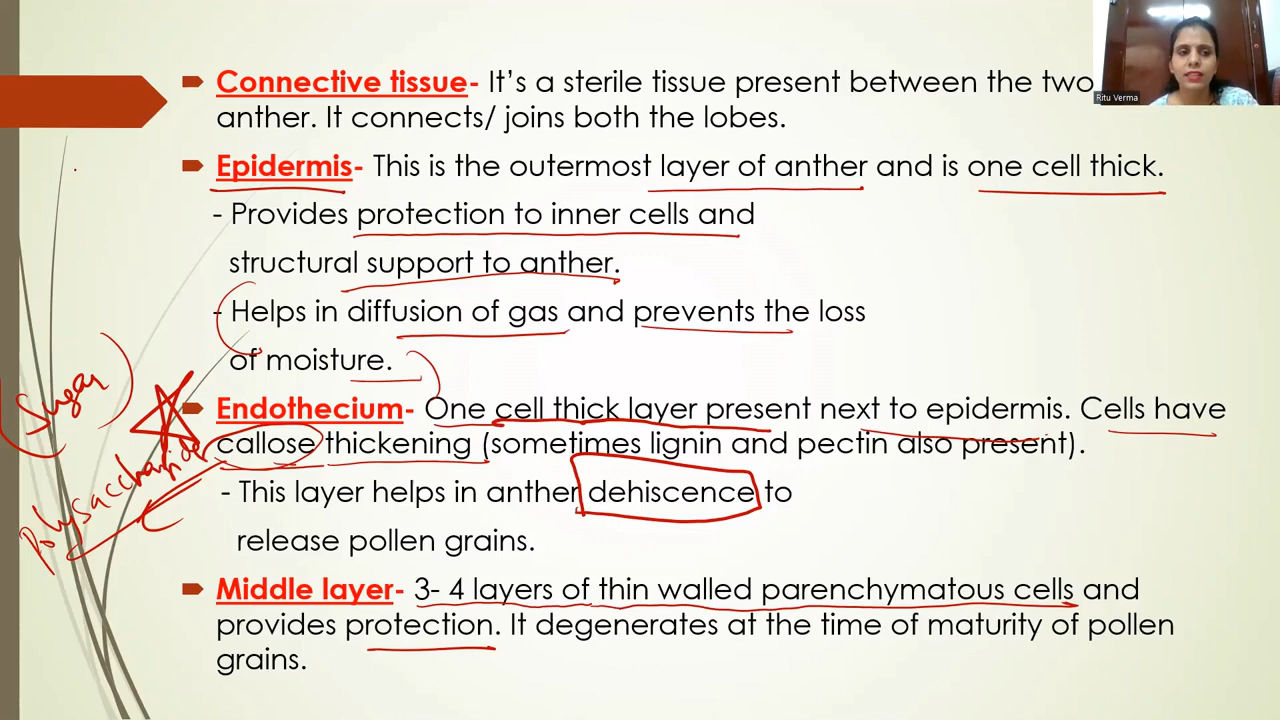 Connective tissue- It's a sterile tissue present between the two
anther. It connects/ joins both the lobes.
Ritu Verma
Epidermis- This is the outermost layer of anther and is one cell thick.
- Provides protection to inner cells and
structural support to anther.
- Helps in diffusion of gas and prevents the loss
of moisture.
Endothecium- One cell thick layer present next to epidermis. Cells have
callose thickening (sometimes lignin and pectin also present).
- This layer helps in anther dehiscence to
release pollen grains.
Middle layer- 3- 4 layers of thin walled parenchymatous cells and
provides protection. It degenerates at the time of maturity of pollen
grains.
(Sugar)
Polysaccharide